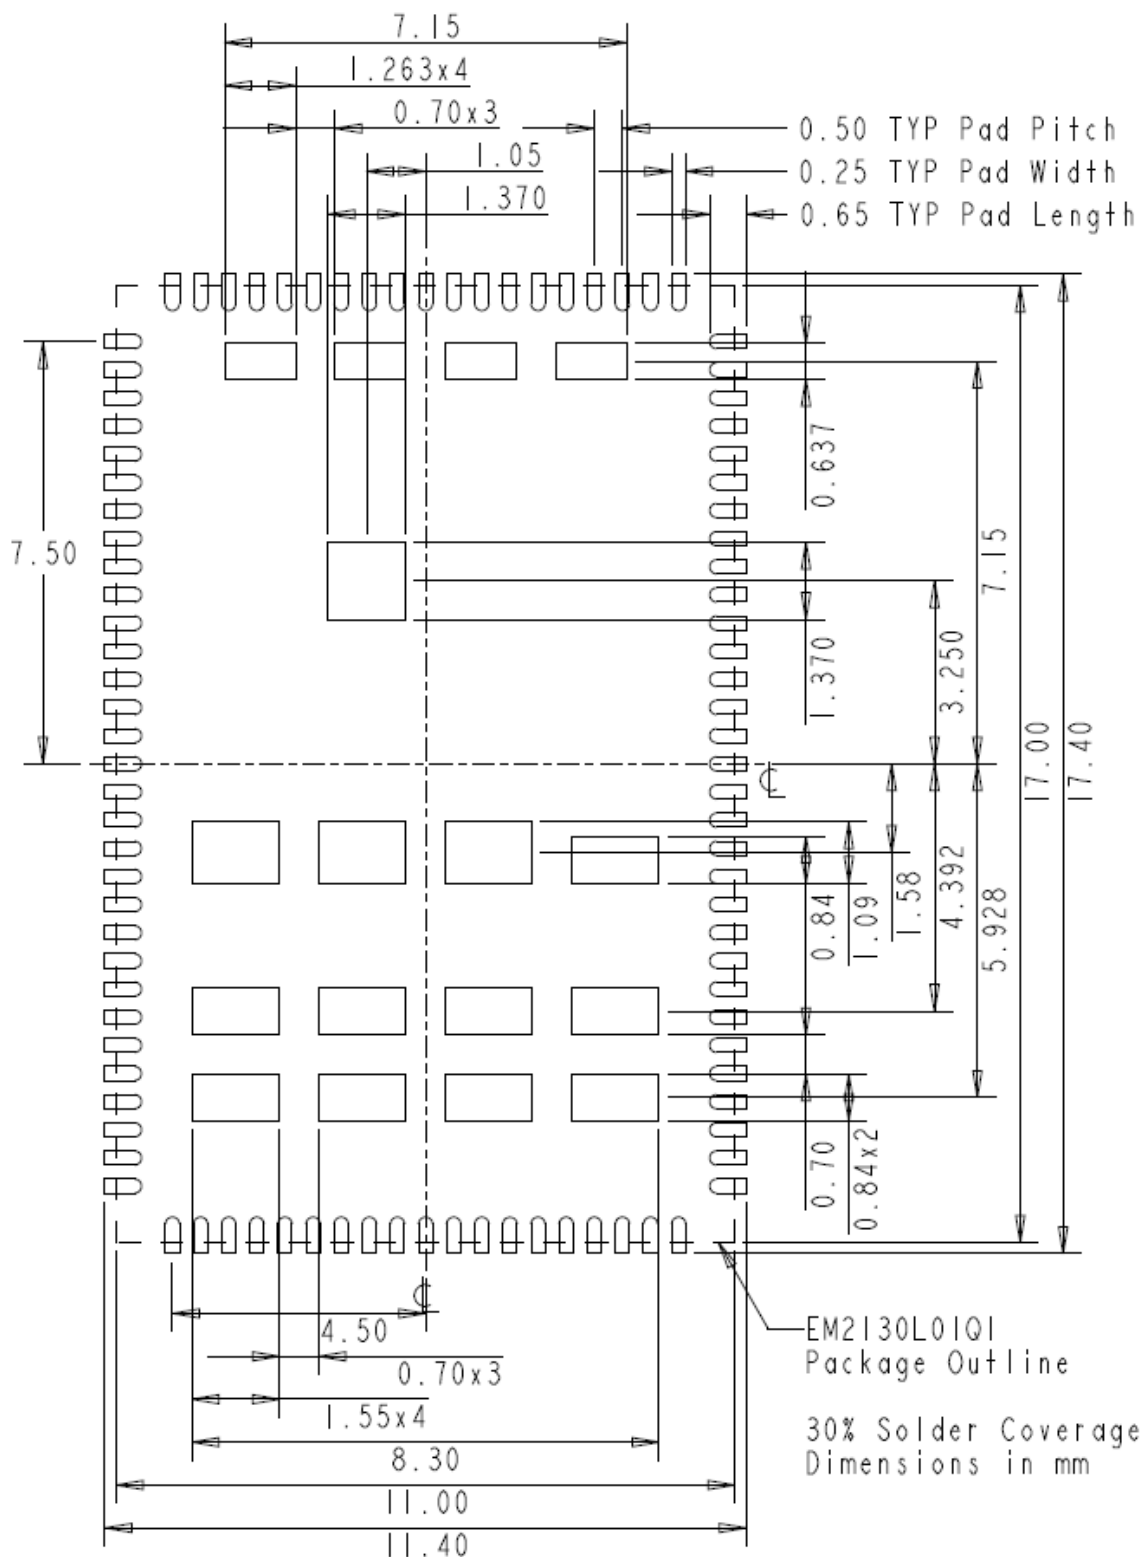 7.15
1.263x4
0.70x3
0.50 TYP Pad Pitch
1.05
0.25 TYP Pad Width
1.370
0.65 TYP Pad Length
0.637
7.50
7.15
1.370
3.250
17.00
17.40
℄
0.84
1.09
1.58
4.392
5.928
0.70
0.84x2
℄
4.50
EM2130L01QI
Package Outline
0.70x3
1.55x4
30% Solder Coverage
8.30
Dimensions in mm
11.00
11.40